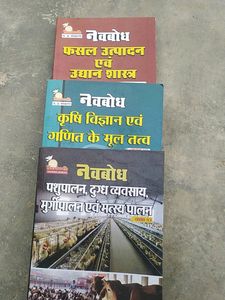 नवबोध
फसल उत्पादन
एवं
उद्यान शास्त्र
नवबोध
कृषि विज्ञान एवं
गणित के मूल तत्व
नवबोध
पशुपालन, दुग्ध व्यवसाय,
मुर्गीपालन एवं मत्स्य पालन